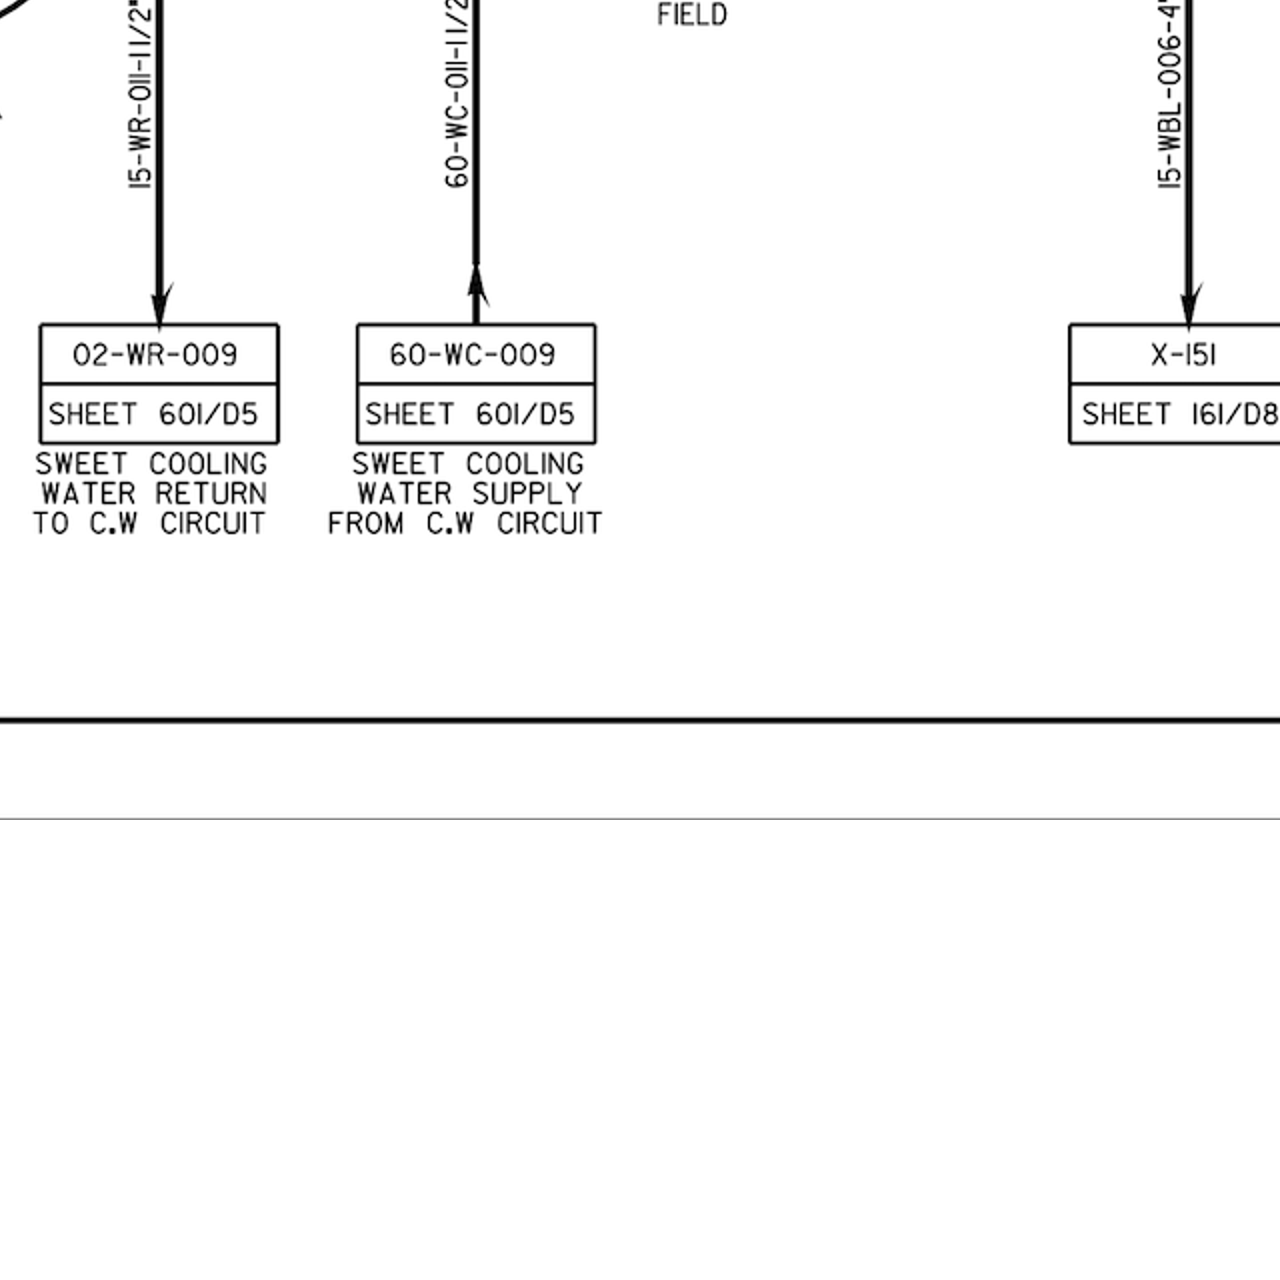 FIELD
15-WR-011-11/2"
60-WC-011-11/2
15-WBL-006-4"
02-WR-009
SHEET 601/D5
SWEET COOLING
WATER RETURN
TO C.W CIRCUIT
60-WC-009
SHEET 601/D5
SWEET COOLING
WATER SUPPLY
FROM C.W CIRCUIT
X-151
SHEET 161/D8